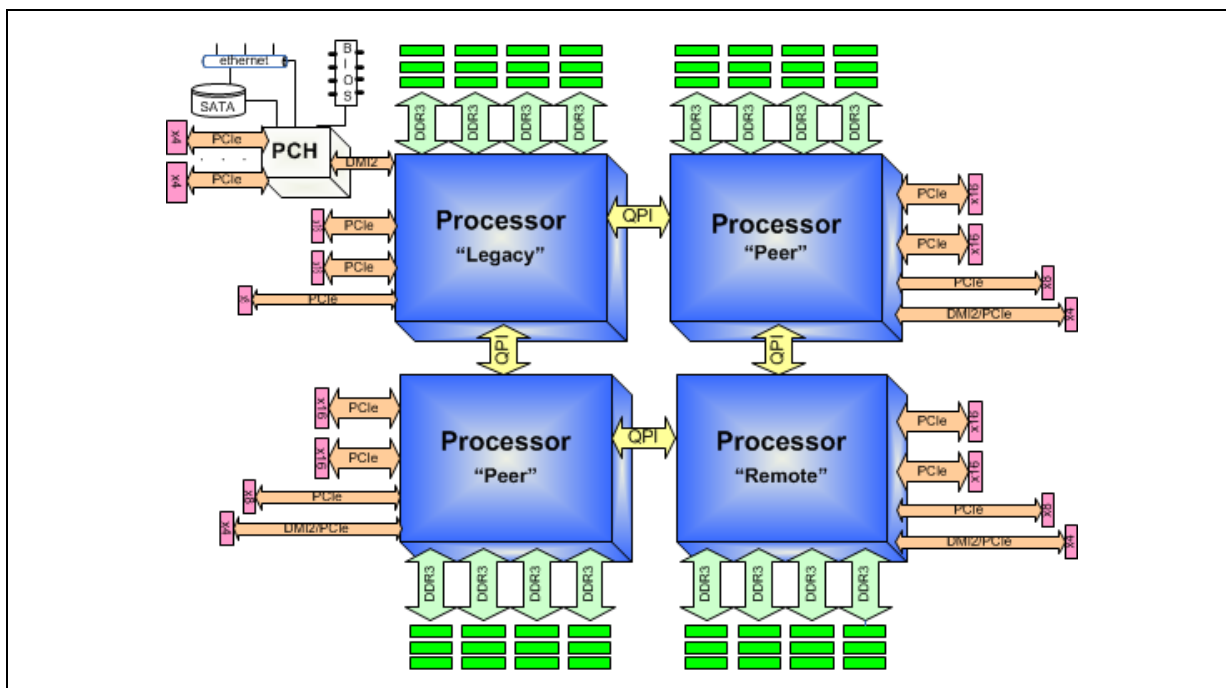 B
I
O
S
ethernet
SATA
PCH
x4
PCIe
. . .
x4
PCIe
DMI2
DDR3
DDR3
DDR3
DDR3
DDR3
DDR3
DDR3
DDR3
Processor
“Legacy”
PCIe
PCIe
PCIe
QPI
Processor
“Peer”
PCIe
x16
PCIe
x16
PCIe
x8
DMI2/PCIe
x4
QPI
QPI
x16
PCIe
x16
PCIe
x8
PCIe
x4
DMI2/PCIe
Processor
“Peer”
QPI
Processor
“Remote”
PCIe
x16
PCIe
x16
PCIe
x8
DMI2/PCIe
x4
DDR3
DDR3
DDR3
DDR3
DDR3
DDR3
DDR3
DDR3